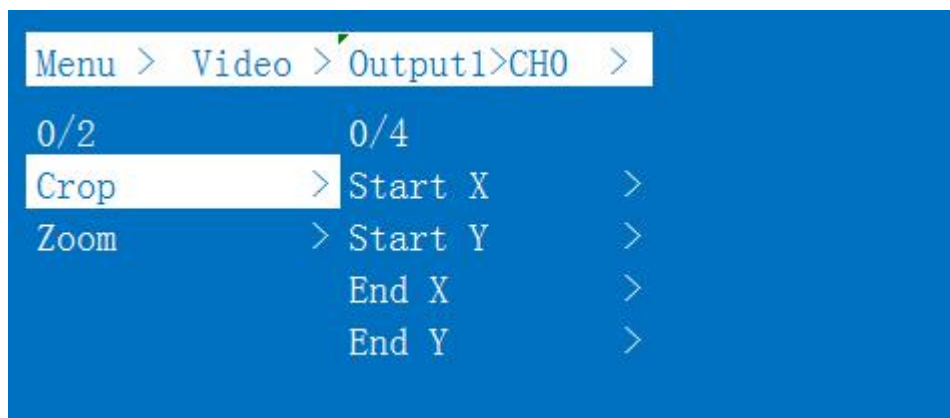 Menu > Video > Output1>CH0 >
0/2 0/4
Crop > Start X >
Zoom > Start Y >
End X >
End Y >